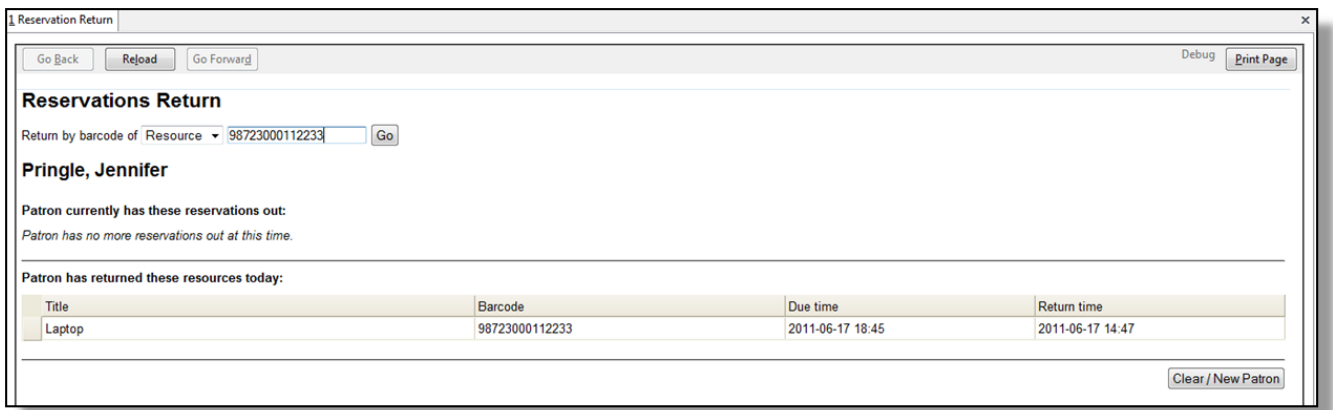 1 Reservation Return
Go Back Reload Go Forward Debug Print Page
Reservations Return
Return by barcode of Resource 98723000112233 Go
Pringle, Jennifer
Patron currently has these reservations out:
Patron has no more reservations out at this time.
Patron has returned these resources today:
Title Barcode Due time Return time
Laptop 98723000112233 2011-06-17 18:45 2011-06-17 14:47
Clear / New Patron